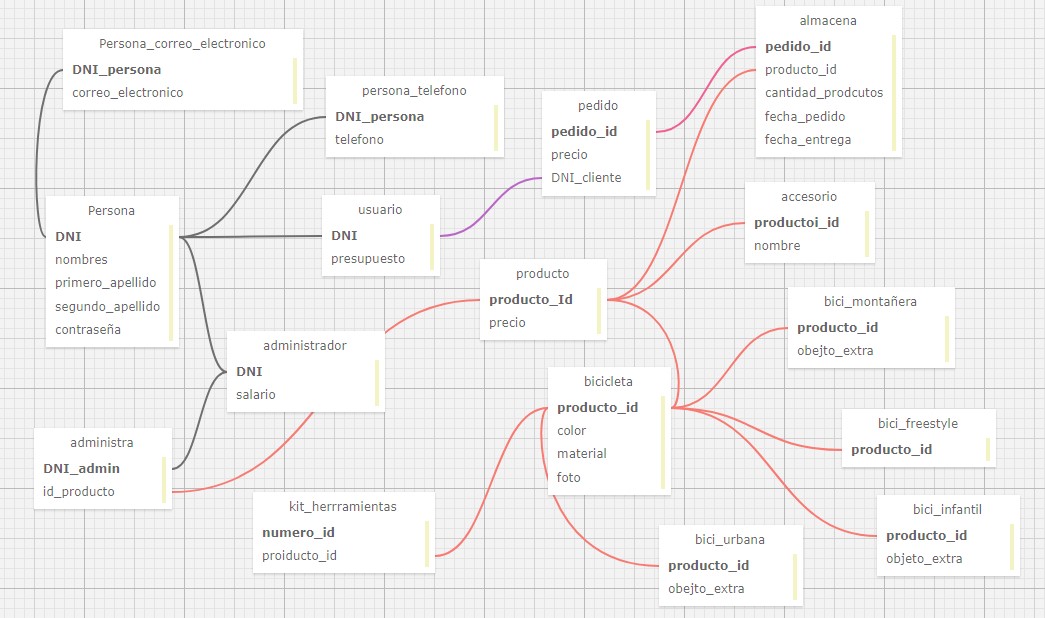 Persona_correo_electronico
DNI_persona
correo_electronico
persona_telefono
DNI_persona
telefono
pedido
pedido_id
precio
DNI_cliente
almacena
pedido_id
producto_id
cantidad_prodcutos
fecha_pedido
fecha_entrega
Persona
DNI
nombres
primero_apellido
segundo_apellido
contraseña
usuario
DNI
presupuesto
accesorio
productoi_id
nombre
producto
producto_Id
precio
bici_montañera
producto_id
obejto_extra
administrador
DNI
salario
bicicleta
producto_id
color
material
foto
bici_freestyle
producto_id
administra
DNI_admin
id_producto
kit_herrramientas
numero_id
proiducto_id
bici_infantil
producto_id
objeto_extra
bici_urbana
producto_id
obejto_extra